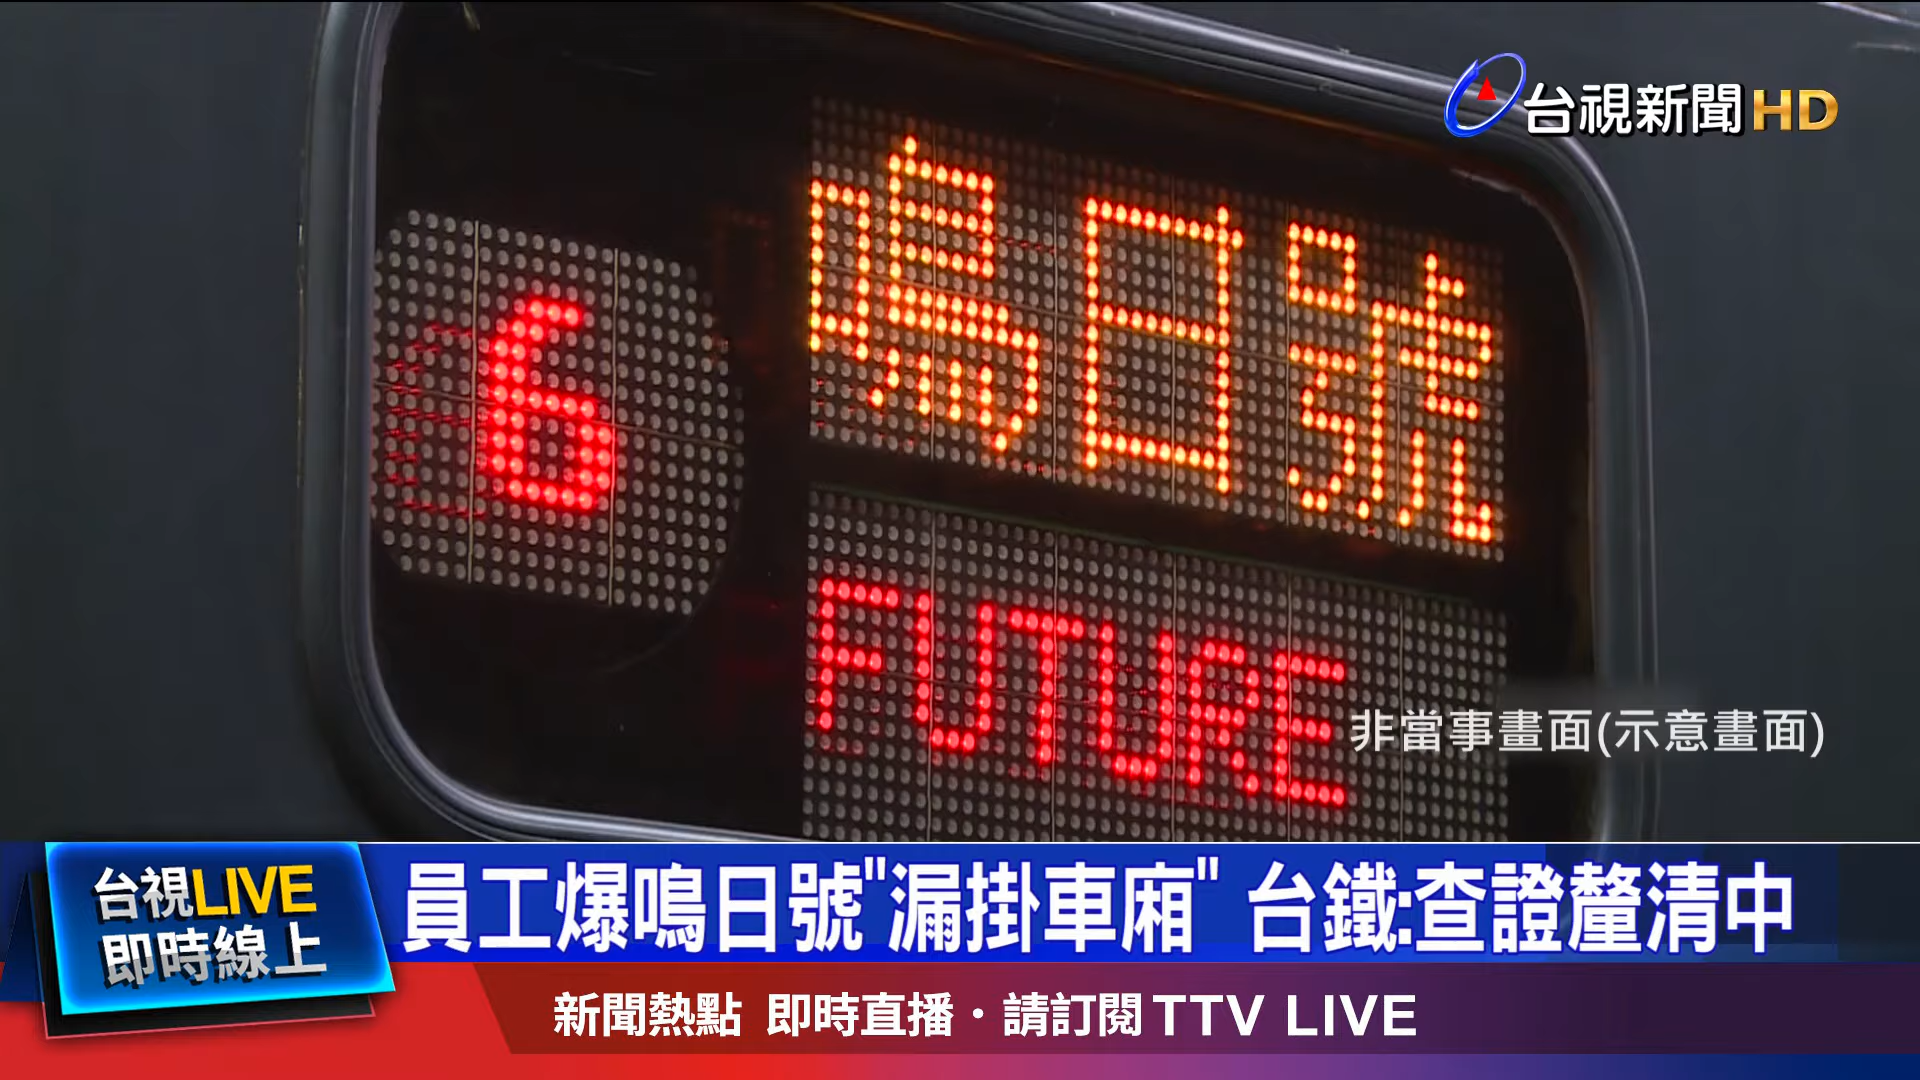 台視新聞HD
6
鳴日號
FUTURE
非當事畫面(示意畫面)
台視LIVE
即時線上
員工爆鳴日號"漏掛車廂" 台鐵:查證釐清中
新聞熱點 即時直播・請訂閱TTV LIVE